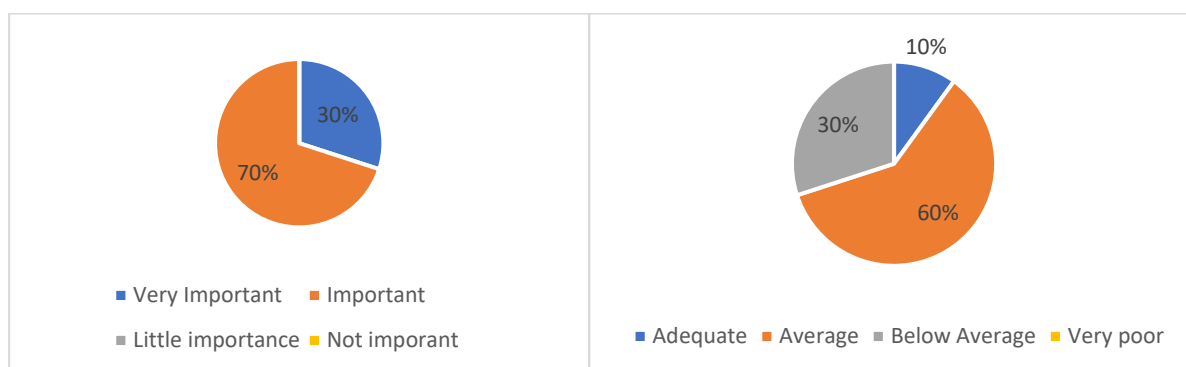 30%
70%
Very Important Important
Little importance Not imporant
10%
30%
60%
Adequate Average Below Average Very poor